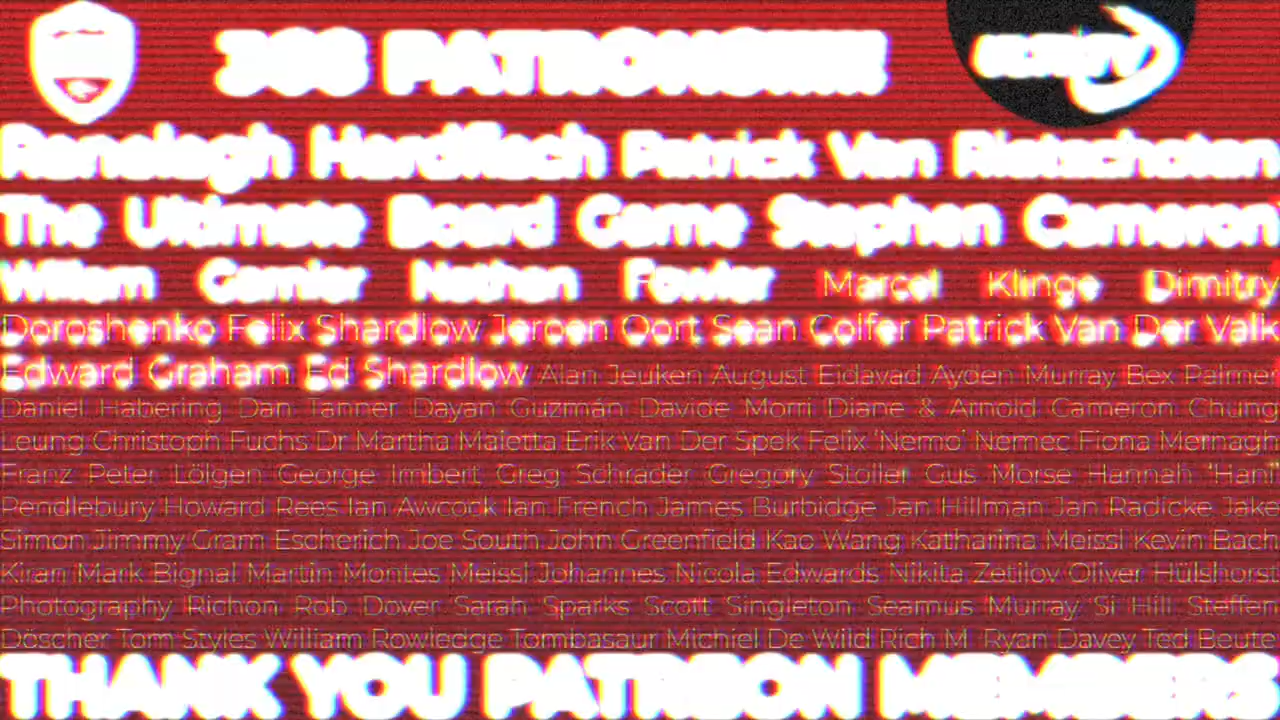 Ranelagh Hardfisch Patrick Van
The Ultimate Board Game Stephen Cameron
William Garnier Nathan Fowler Marcel Klinge Dimitry
Doroshenko Felix Shardlow Jeroen Oort Sean Colfer Patrick Van Der Valk
Edward Graham Ed Shardlow Alan Jeuken August Eidavad Ayden Murray Bex Palmer
Daniel Habering Dan Tanner Dayan Guzmán Davide Morri Diane & Arnold Cameron Chung
Leung Christoph Fuchs Dr Martha Maietta Erik Van Der Spek Felix ‘Nemo’ Nemec Fiona Mernagh
Franz Peter Lölgen George Imbert Greg Schrader Gregory Stoller Gus Morse Hannah ‘Hani’
Pendlebury Howard Rees Ian Awcock Ian French James Burbidge Jan Hillman Jan Radicke Jake
Simon Jimmy Gram Escherich Joe South John Greenfield Kao Wang Katharina Meissl Kevin Bach
Kiran Mark Bignal Martin Montes Meissl Johannes Nicola Edwards Nikita Zetilov Oliver Hülshorst
Photography Richon Rob Dover Sarah Sparks Scott Singleton Seamus Murray Si Hill Steffen
Döscher Tom Styles William Rowledge Tombasaur Michiel De Wild Rich M Ryan Davey Ted Beute
THANK YOU PATREON MEMBERS